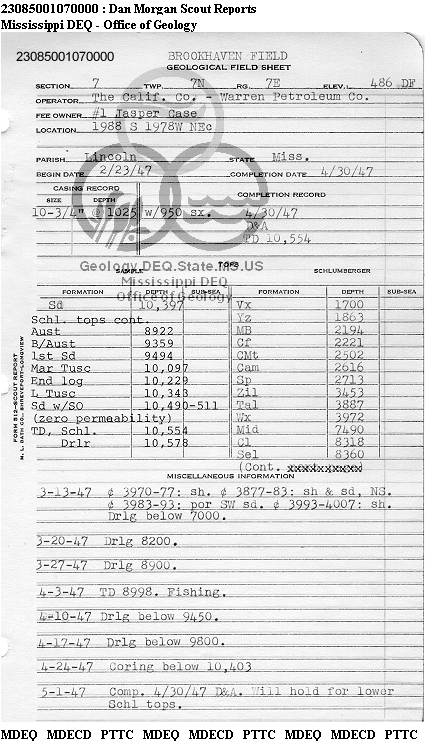 23085001070000 : Dan Morgan Scout Reports
Mississippi DEQ - Office of Geology
23085001070000
BROOKHAVEN FIELD
GEOLOGICAL FIELD SHEET
SECTION 7 TWP. 7N RG. 7E ELEV. 486 DF
OPERATOR The Calif. Co. - Warren Petroleum Co.
FEE OWNER #1 Jasper Case
LOCATION 1988 S 1978W NEc
PARISH Lincoln STATE Miss.
BEGIN DATE 2/23/47 COMPLETION DATE 4/30/47
CASING RECORD COMPLETION RECORD
SIZE DEPTH
10-3/4" @ 1025 w/950 sx. 4/30/47
D&A
TD 10,554
Geology.DEQ.State.MS.US
Mississippi DEQ
Office of Geology
TOPS
SAMPLE SCHLUMBERGER
FORMATION DEPTH SUB-SEA FORMATION DEPTH SUB-SEA
Sd 10,397 Vx 1700
Schl. tops cont. Yz 1863
Aust 8922 MB 2194
B/Aust 9359 Cf 2221
1st Sd 9494 CMt 2502
Mar Tusc 10,097 Cam 2616
End log 10,229 Sp 2713
L Tusc 10,343 Zil 3453
Sd w/SO 10,490-511 Tal 3887
(zero permeability) Wx 3972
TD, Schl. 10,554 Mid 7490
Drlr 10,578 Cl 8318
Sel 8360
(Cont. xxxxxxxxxxx)
FORM 512-SCOUT REPORT
M. L. BATH CO., SHREVEPORT-LONGVIEW
MISCELLANEOUS INFORMATION
3-13-47 ¢ 3970-77: sh. ¢ 3877-83: sh & sd, NS.
¢ 3983-93: por SW sd. ¢ 3993-4007: sh.
Drlg below 7000.
3-20-47 Drlg 8200.
3-27-47 Drlg 8900.
4-3-47 TD 8998. Fishing.
4-10-47 Drlg below 9450.
4-17-47 Drlg below 9800.
4-24-47 Coring below 10,403
5-1-47 Comp. 4/30/47 D&A. Will hold for lower
Schl tops.
MDEQ MDECD PTTC MDEQ MDECD PTTC MDEQ MDECD PTTC